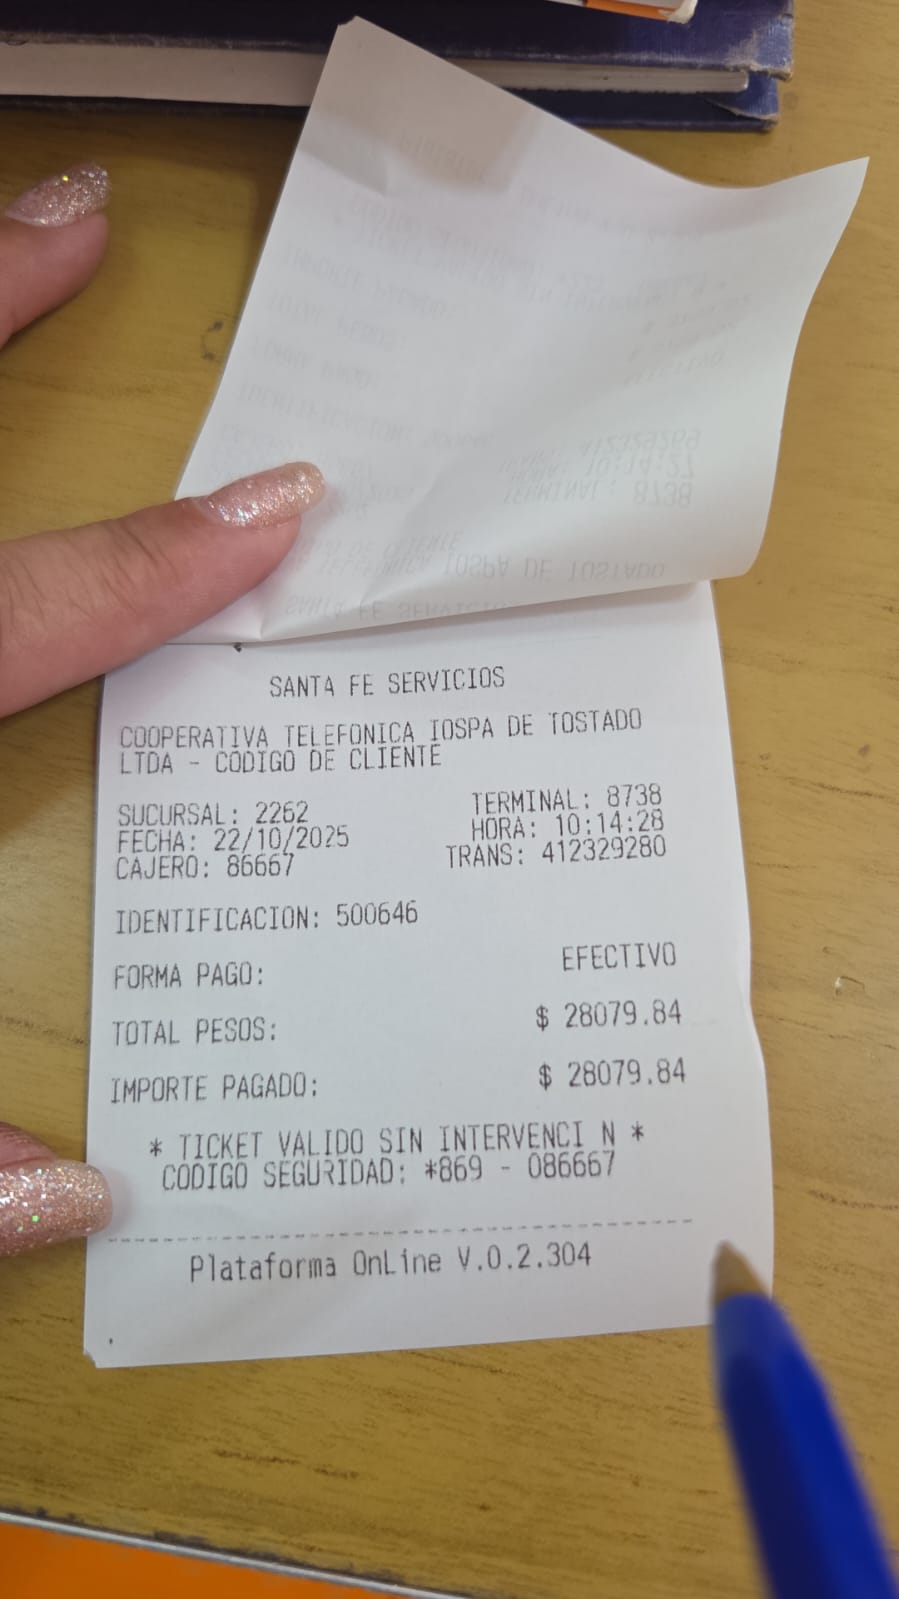 SANTA FE SERVICIOS
COOPERATIVA TELEFONICA IOSPA DE TOSTADO
LTDA - CODIGO DE CLIENTE
SUCURSAL: 2262 TERMINAL: 8738
FECHA: 22/10/2025 HORA: 10:14:28
CAJERO: 86667 TRANS: 412329280
IDENTIFICACION: 500646
FORMA PAGO: EFECTIVO
TOTAL PESOS: $ 28079.84
IMPORTE PAGADO: $ 28079.84
* TICKET VALIDO SIN INTERVENCI N *
CODIGO SEGURIDAD: *869 - 086667
Plataforma OnLine V.0.2.304